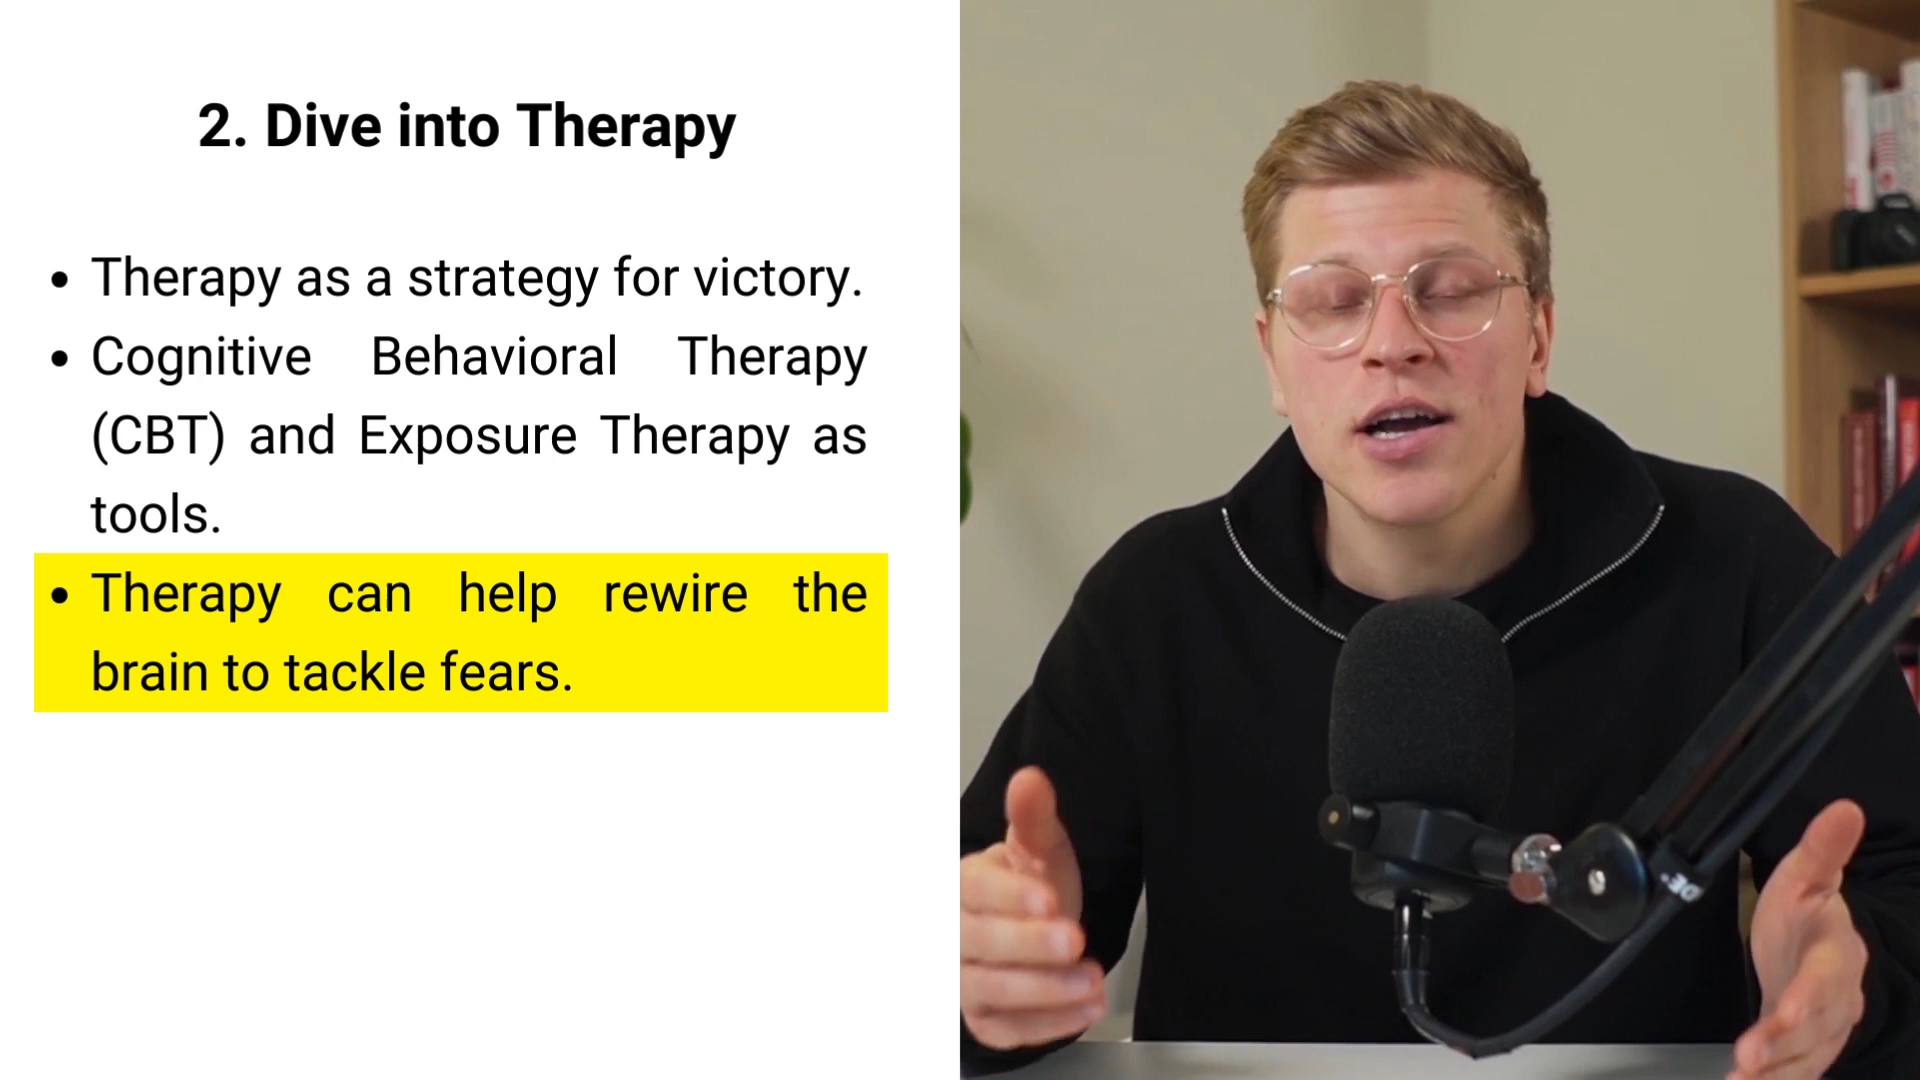 2. Dive into Therapy
• Therapy as a strategy for victory.
• Cognitive Behavioral Therapy
(CBT) and Exposure Therapy as
tools.
• Therapy can help rewire the
brain to tackle fears.